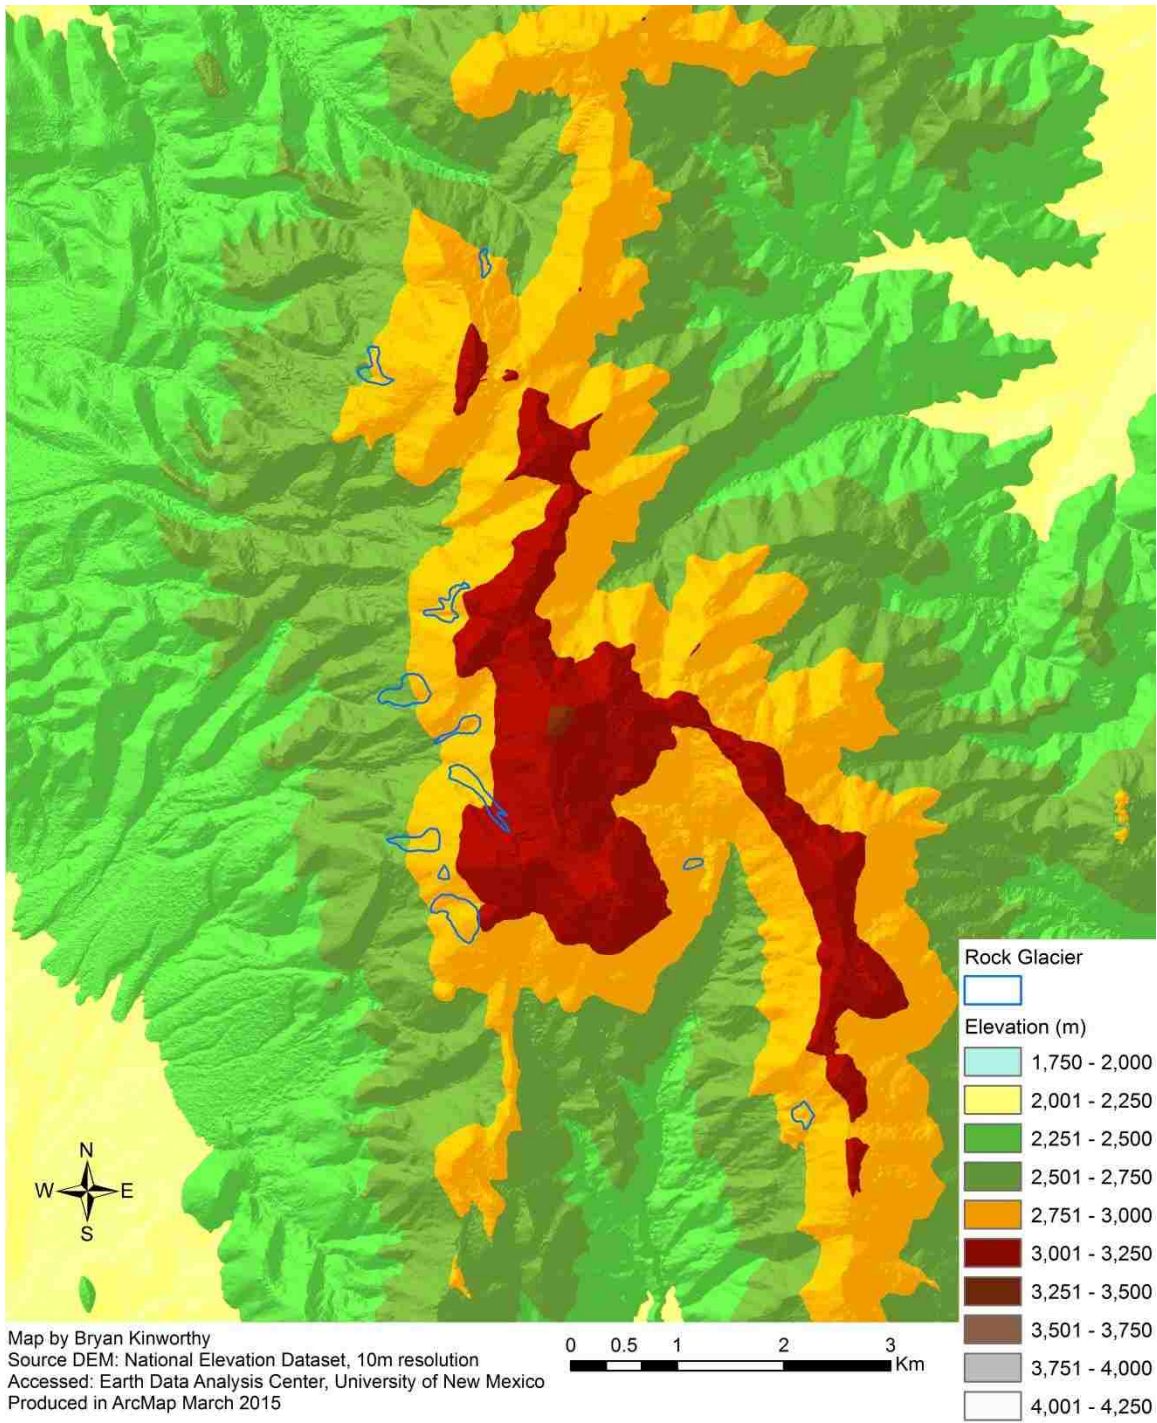 Rock Glacier
Elevation (m)
1,750 - 2,000
2,001 - 2,250
2,251 - 2,500
2,501 - 2,750
2,751 - 3,000
3,001 - 3,250
3,251 - 3,500
3,501 - 3,750
3,751 - 4,000
4,001 - 4,250
N
W E
S
0 0.5 1 2 3
Km
Map by Bryan Kinworthy
Source DEM: National Elevation Dataset, 10m resolution
Accessed: Earth Data Analysis Center, University of New Mexico
Produced in ArcMap March 2015